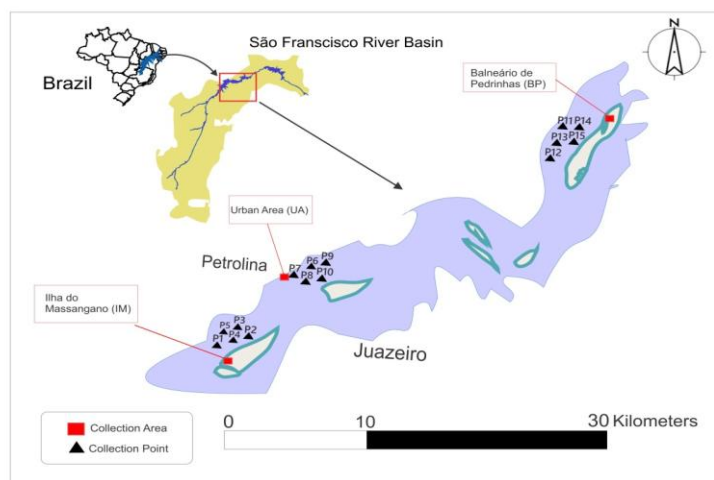 São Franscisco River Basin
Brazil
N
Balneário de
Pedrinhas (BP)
P11 P14
P13 P15
P12
Urban Area (UA)
Petrolina
P7 P6 P9
P8 P10
Ilha do
Massangano (IM)
P5 P3
P1 P4 P2
Juazeiro
Collection Area
Collection Point
0 10 30 Kilometers